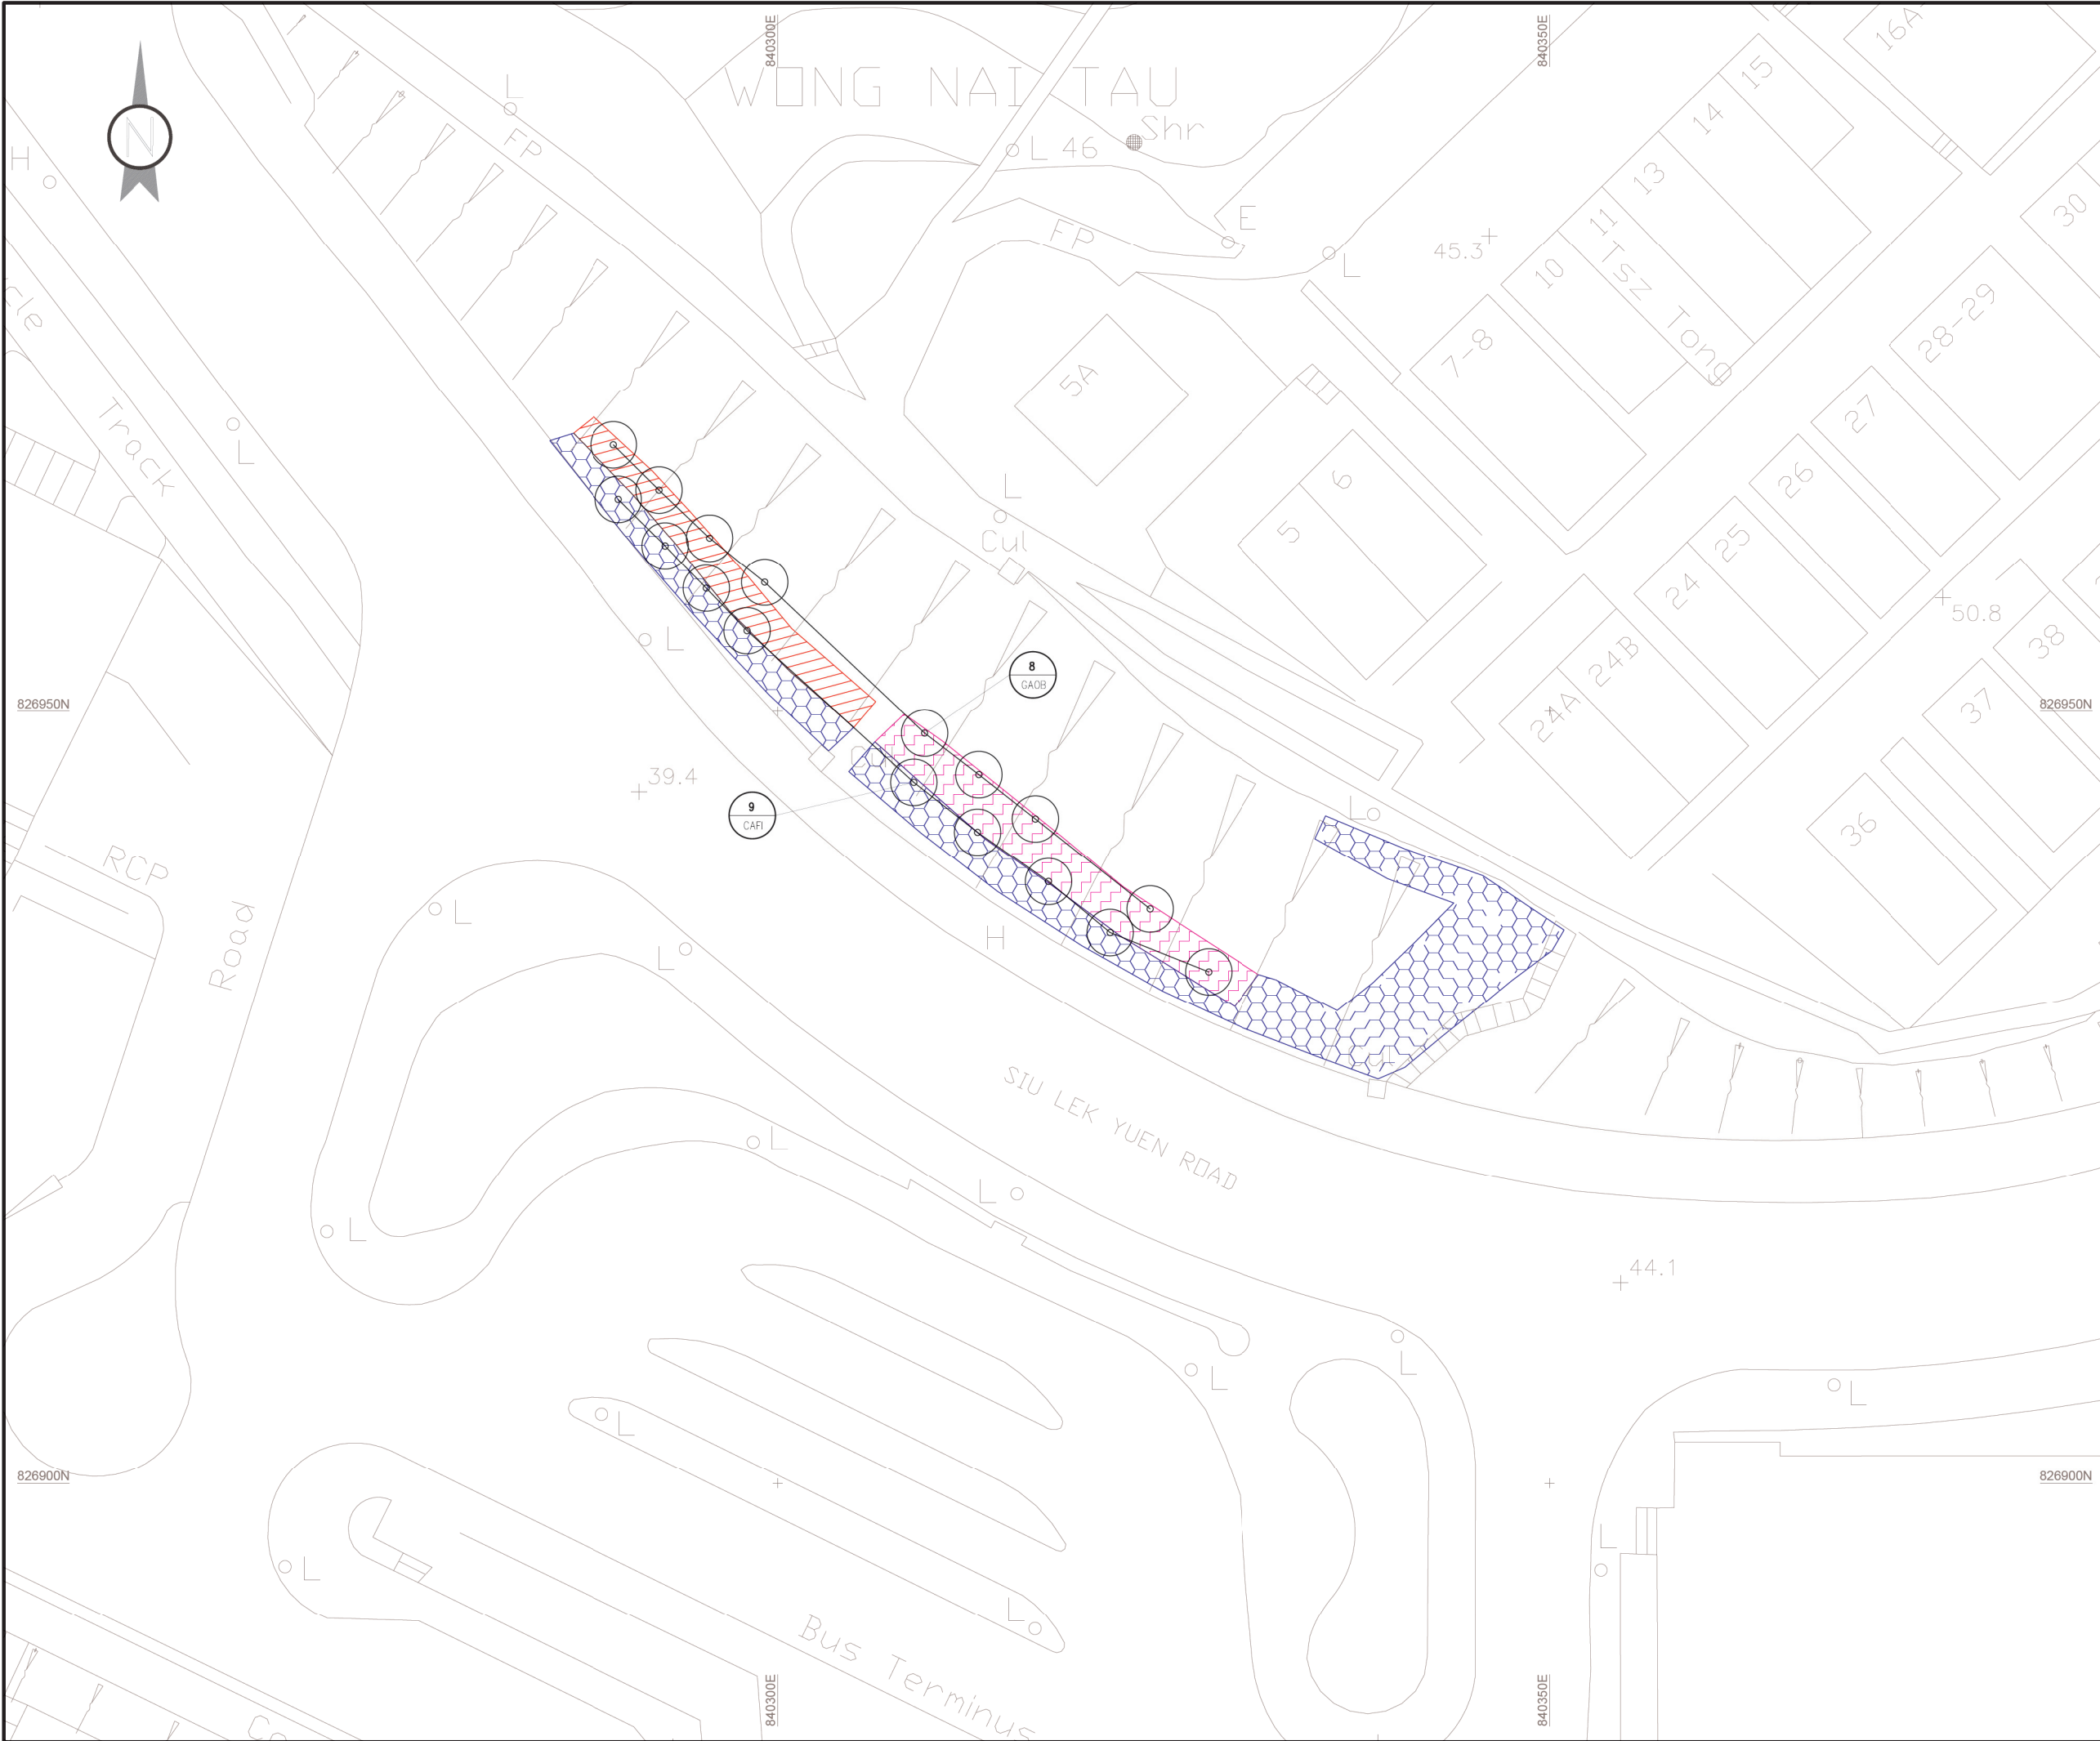 840300E
840350E
16A
15
WONG NAI TAU
14
L
N
FP
L 46
Shr
H
13
30
11
E
FP
45.3
L
TSZ Tong
10
28-29
7-8
5A
27
Track
L
6
26
L
5
25
Cul
24
50.8
38
L
24B
8
GAOB
24A
37
826950N
826950N
39.4
9
CAFI
L
36
RCP
Road
L
L
H
SIU LEK YUEN ROAD
L
L
L
44.1
L
L
L
L
826900N
826900N
L
L
L
Bus Terminus
840300E
840350E